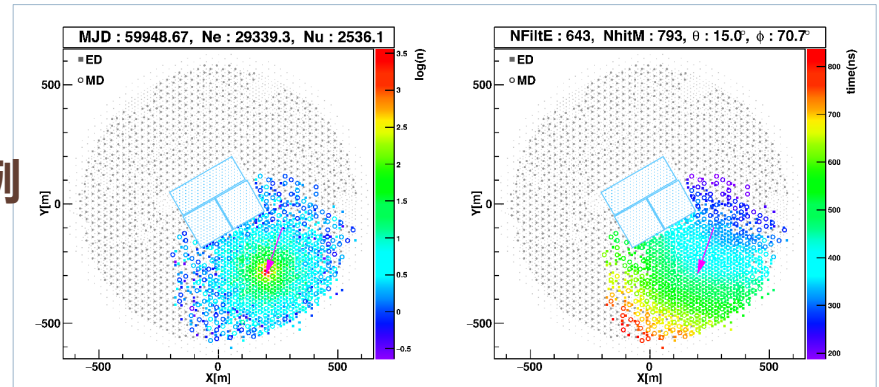 MJD : 59948.67, Ne : 29339.3, Nu : 2536.1
ED
MD
600
0
−500
Y[m]
−500
0
500
X[m]
3.5
3
2.5
2
1.5
1
0.5
0
−0.5
log(n)
NFiltE : 643, NhitM : 793, θ : 15.0°, ϕ : 70.7°
ED
MD
500
0
−500
Y[m]
−500
0
500
X[m]
800
700
600
500
400
300
200
time(ns)
例